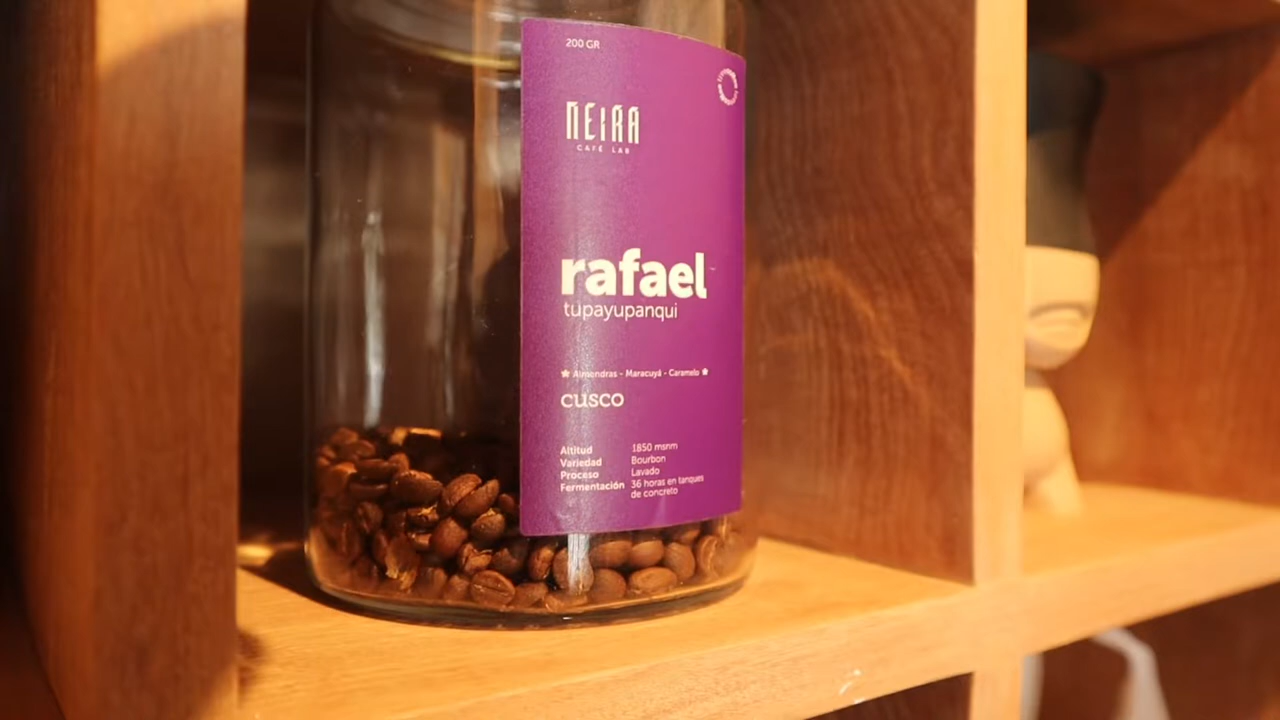 200 GR
NEIRA
CAFÉ LAB
rafael
tupayupanqui
Almendras - Maracuyá - Caramelo
cusco
Altitud 1850 msnm
Variedad Bourbon
Proceso Lavado
Fermentación 36 horas en tanques
de concreto